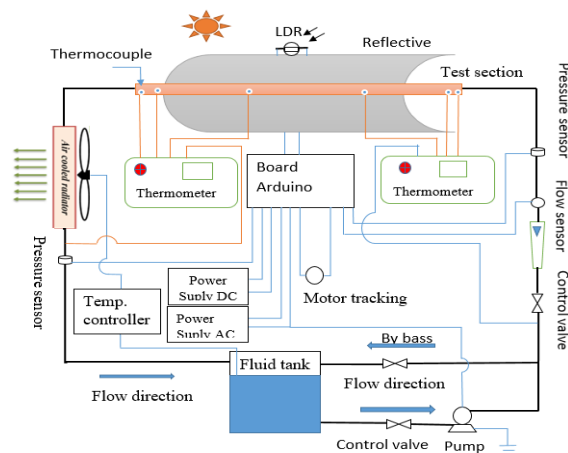 LDR
Reflective
Thermocouple
Test section
Pressure sensor
Air cooled radiator
Thermometer
Board
Arduino
Thermometer
Flow sensor
Pressure sensor
Temp.
controller
Power
Suply DC
Power
Suply AC
Motor tracking
Control valve
By bass
Flow direction
Fluid tank
Flow direction
Control valve
Pump